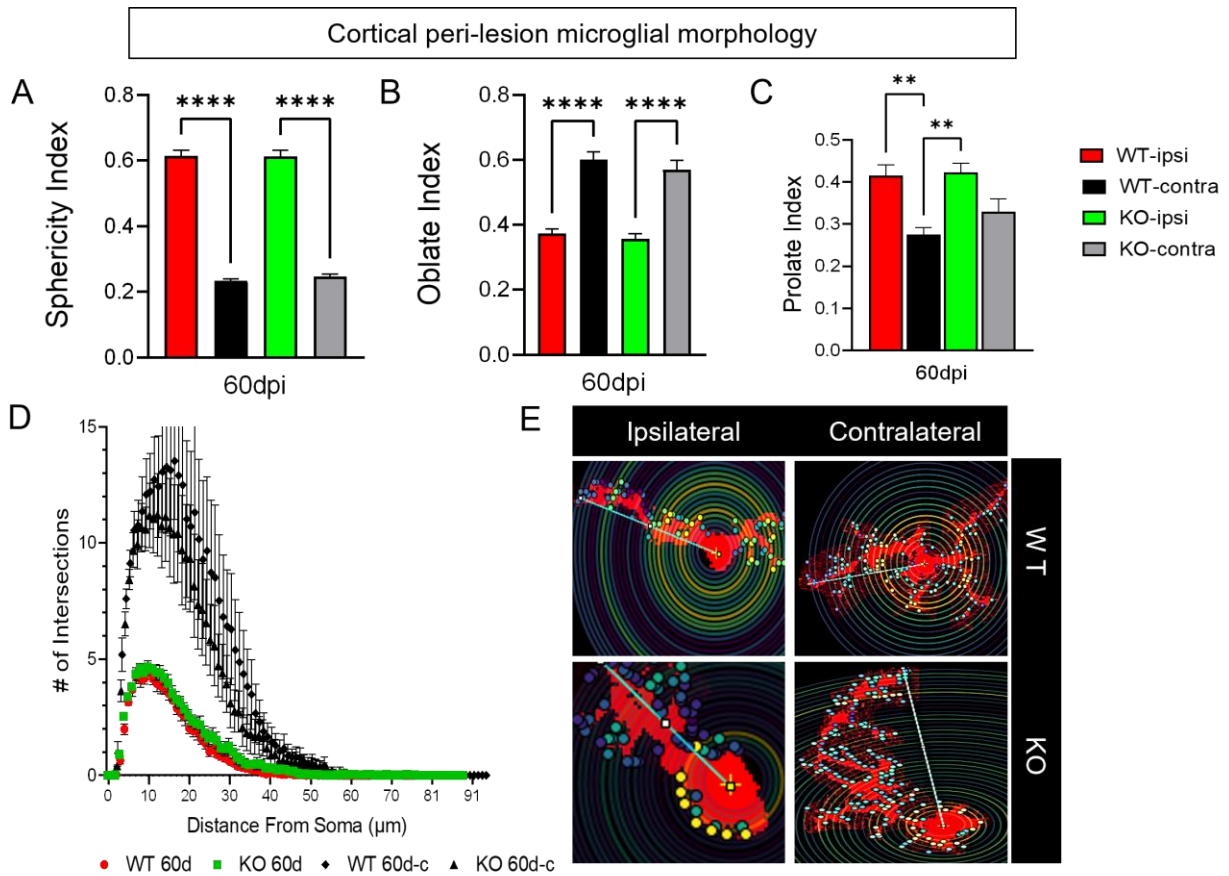 Cortical peri-lesion microglial morphology
A
Sphericity Index
0.8
0.6
0.4
0.2
0.0
****
****
60dpi
B
Oblate Index
0.8
0.6
0.4
0.2
0.0
****
****
60dpi
C
Prolate Index
0.5
0.4
0.3
0.2
0.1
0.0
**
**
60dpi
WT-ipsi
WT-contra
KO-ipsi
KO-contra
D
# of Intersections
15
10
5
0
0 10 20 30 40 50 61 71 81 91
Distance From Soma (µm)
WT 60d KO 60d WT 60d-c KO 60d-c
E
Ipsilateral Contralateral
WT
KO